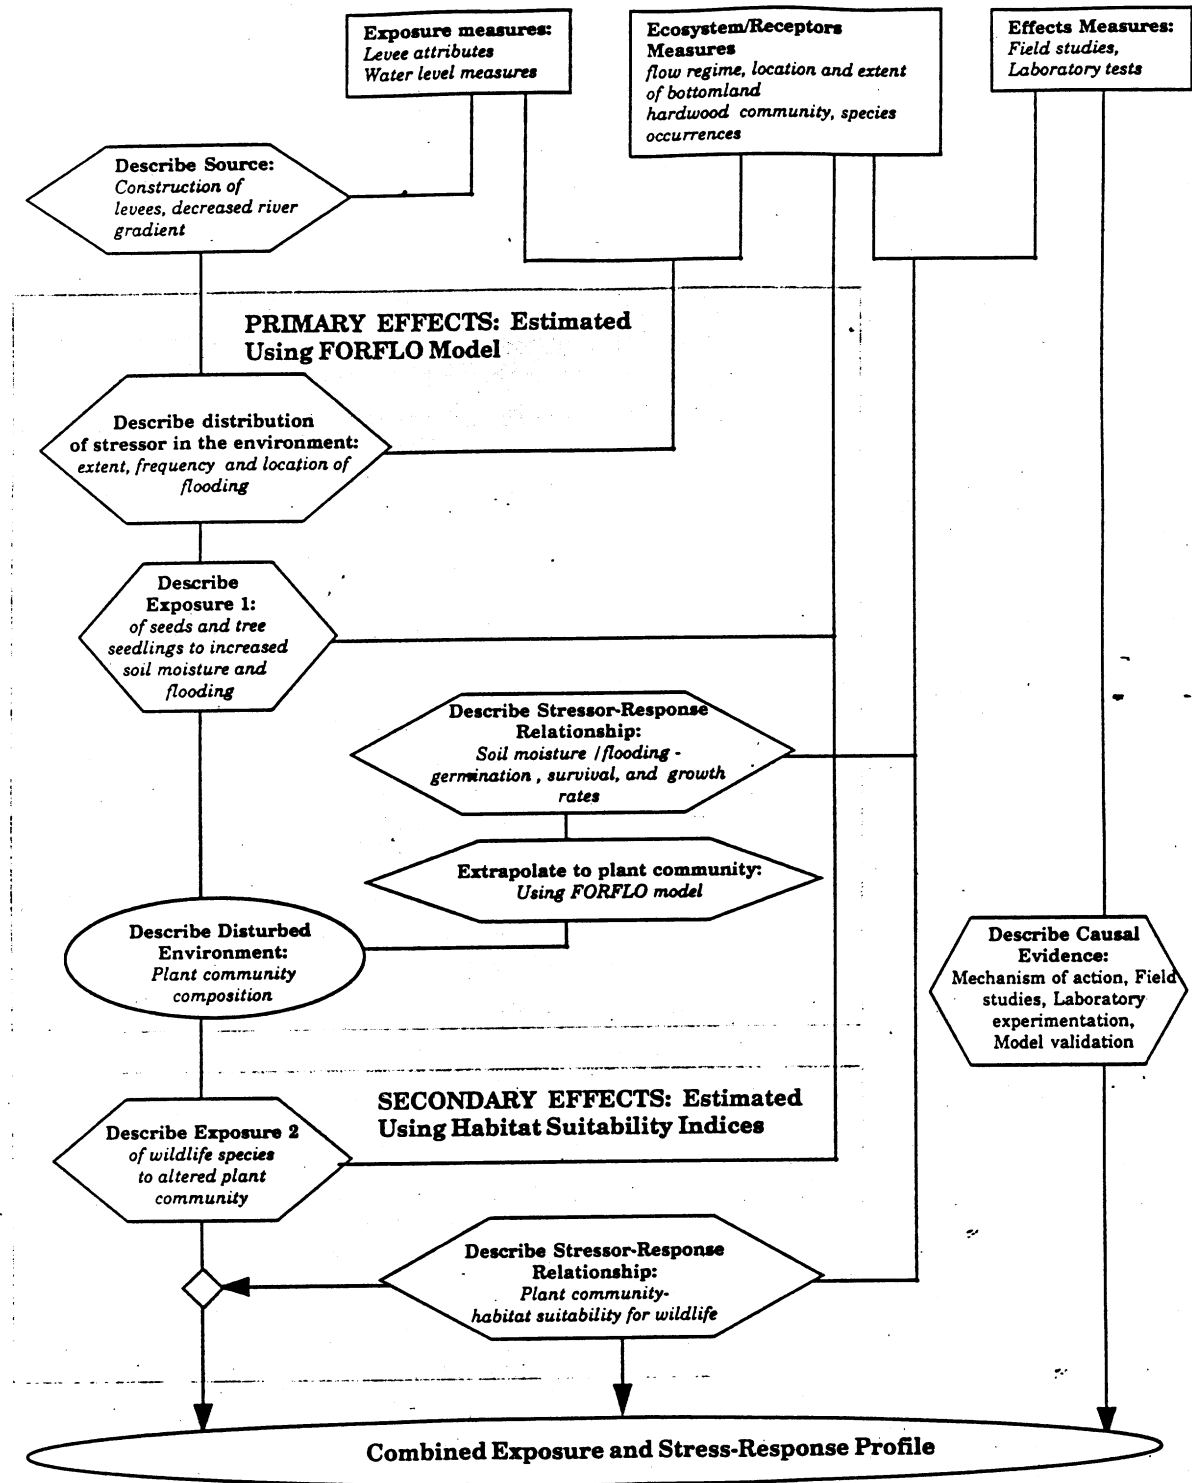 Exposure measures:
Levee attributes
Water level measures
Ecosystem/Receptors
Measures
flow regime, location and extent
of bottomland
hardwood community, species
occurrences
Effects Measures:
Field studies,
Laboratory tests
Describe Source:
Construction of
levees, decreased river
gradient
PRIMARY EFFECTS: Estimated
Using FORFLO Model
Describe distribution
of stressor in the environment:
extent, frequency and location of
flooding
Describe
Exposure 1:
of seeds and tree
seedlings to increased
soil moisture and
flooding
Describe Stressor-Response
Relationship:
Soil moisture /flooding -
germination , survival, and growth
rates
Extrapolate to plant community:
Using FORFLO model
Describe Disturbed
Environment:
Plant community
composition
Describe Causal
Evidence:
Mechanism of action, Field
studies, Laboratory
experimentation,
Model validation
SECONDARY EFFECTS: Estimated
Using Habitat Suitability Indices
Describe Exposure 2
of wildlife species
to altered plant
community
Describe Stressor-Response
Relationship:
Plant community-
habitat suitability for wildlife
Combined Exposure and Stress-Response Profile